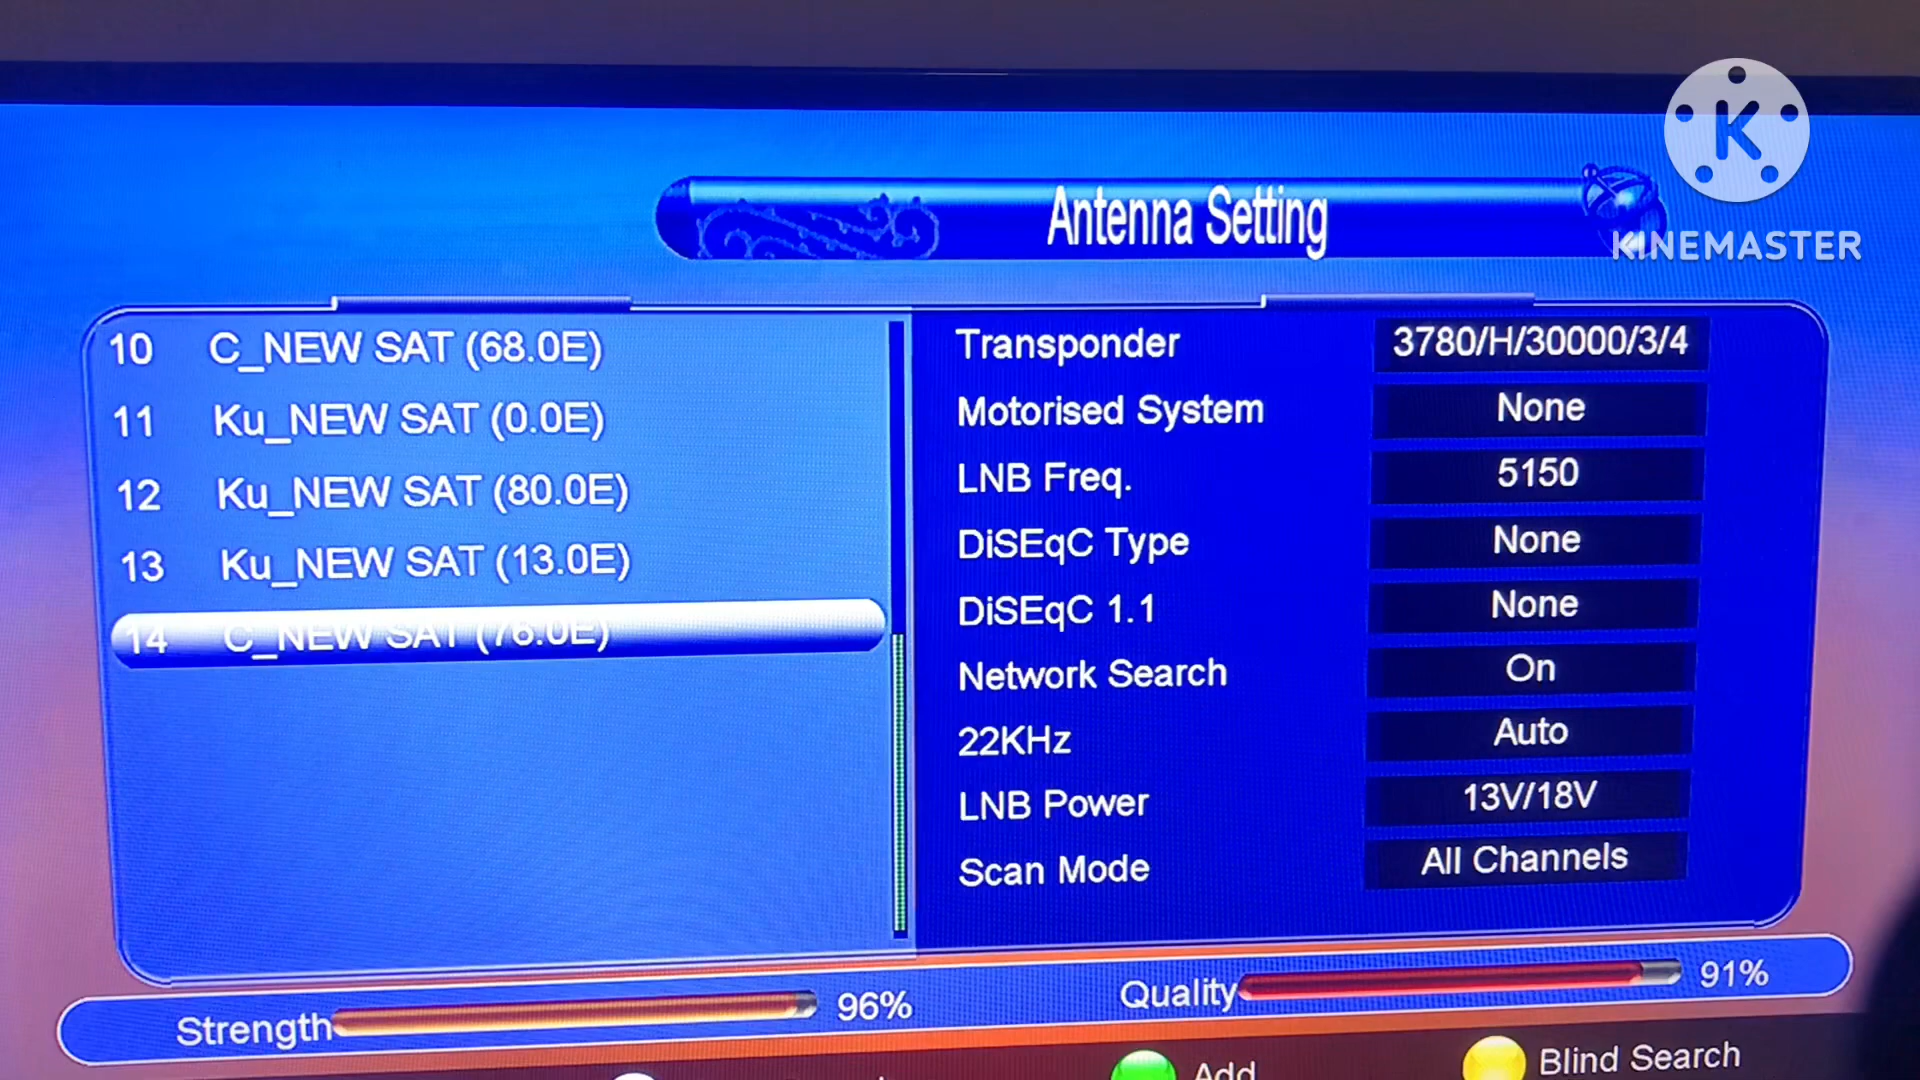 K
KINEMASTER
Antenna Setting
10 C_NEW SAT (68.0E)
11 Ku_NEW SAT (0.0E)
12 Ku_NEW SAT (80.0E)
13 Ku_NEW SAT (13.0E)
14 C_NEW SAT (76.0E)
Transponder 3780/H/30000/3/4
Motorised System None
LNB Freq. 5150
DiSEqC Type None
DiSEqC 1.1 None
Network Search On
22KHz Auto
LNB Power 13V/18V
Scan Mode All Channels
Strength 96% Quality 91%
Add Blind Search